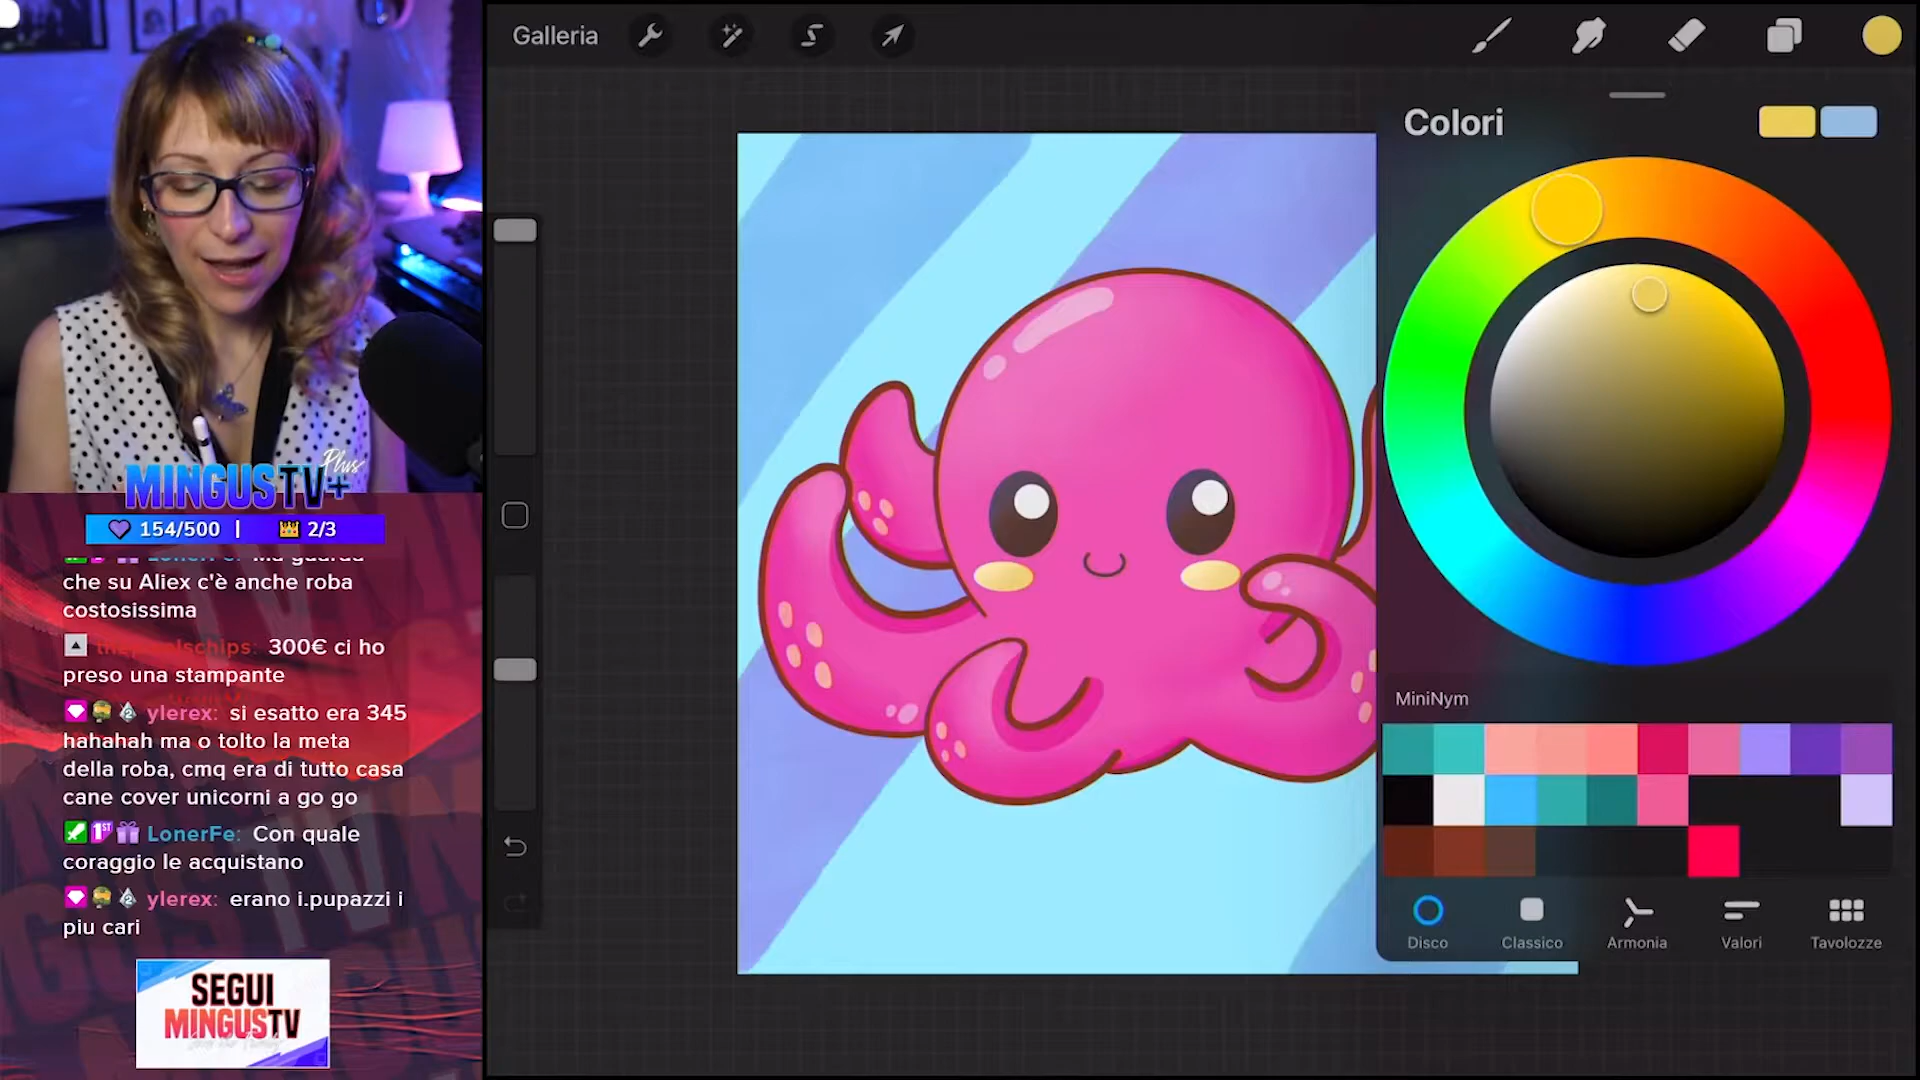 Galleria
Colori
MINGUSTV+
Plus
154/500 | 2/3
che su Aliex c'è anche roba
costosissima
300€ ci ho
preso una stampante
ylerex: si esatto era 345
hahahah ma o tolto la meta
della roba, cmq era di tutto casa
cane cover unicorni a go go
1ST LonerFe: Con quale
coraggio le acquistano
ylerex: erano i.pupazzi i
piu cari
SEGUI
MINGUSTV
MiniNym
Disco
Classico
Armonia
Valori
Tavolozze